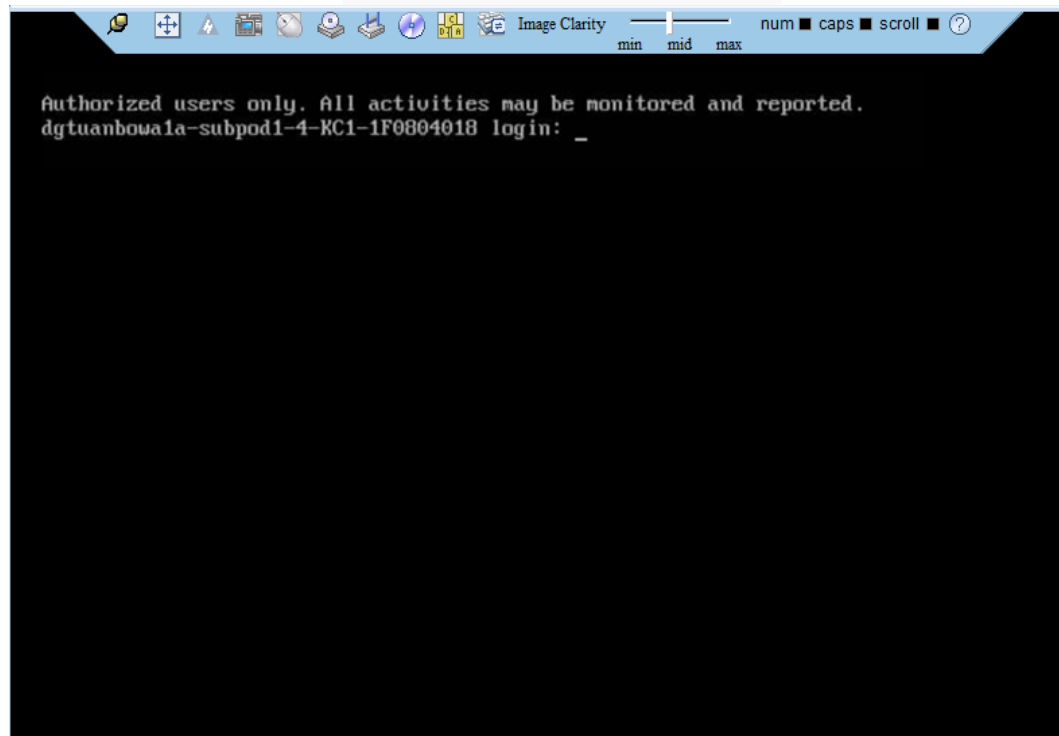 Image Clarity
min mid max
num caps scroll ?
Authorized users only. All activities may be monitored and reported.
dgtuanbowa1a-subpod1-4-KC1-1F0804018 login: _